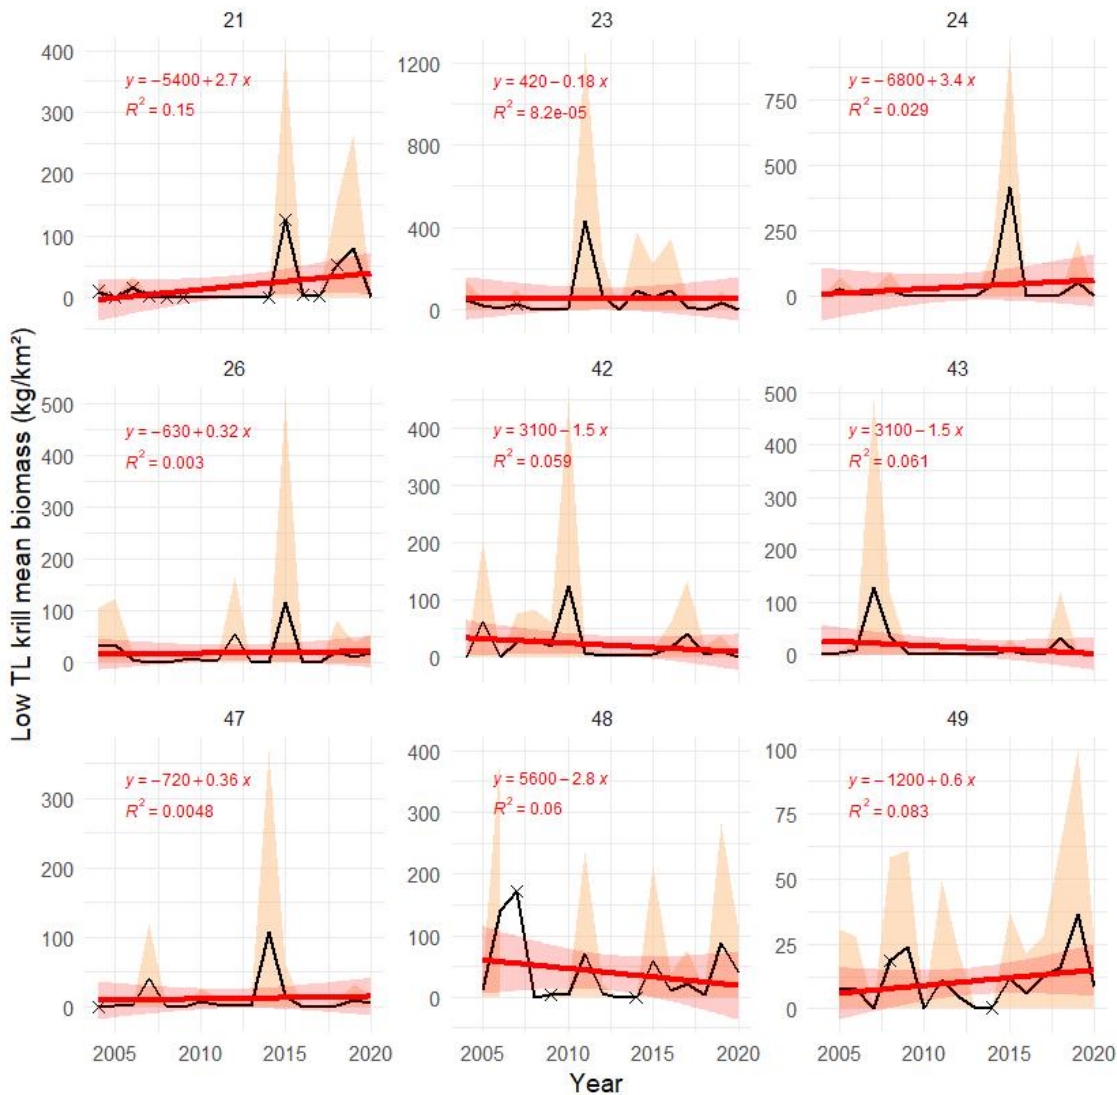 21
23
24
400
300
200
100
0
y = −5400 + 2.7 x
R² = 0.15
1200
800
400
0
y = 420 − 0.18 x
R² = 8.2e-05
750
500
250
0
y = −6800 + 3.4 x
R² = 0.029
Low TL krill mean biomass (kg/km²)
26
42
43
500
400
300
200
100
0
y = −630 + 0.32 x
R² = 0.003
400
300
200
100
0
y = 3100 − 1.5 x
R² = 0.059
500
400
300
200
100
0
y = 3100 − 1.5 x
R² = 0.061
47
48
49
300
200
100
0
y = −720 + 0.36 x
R² = 0.0048
400
300
200
100
0
y = 5600 − 2.8 x
R² = 0.06
100
75
50
25
0
y = −1200 + 0.6 x
R² = 0.083
2005 2010 2015 2020
2005 2010 2015 2020
2005 2010 2015 2020
Year